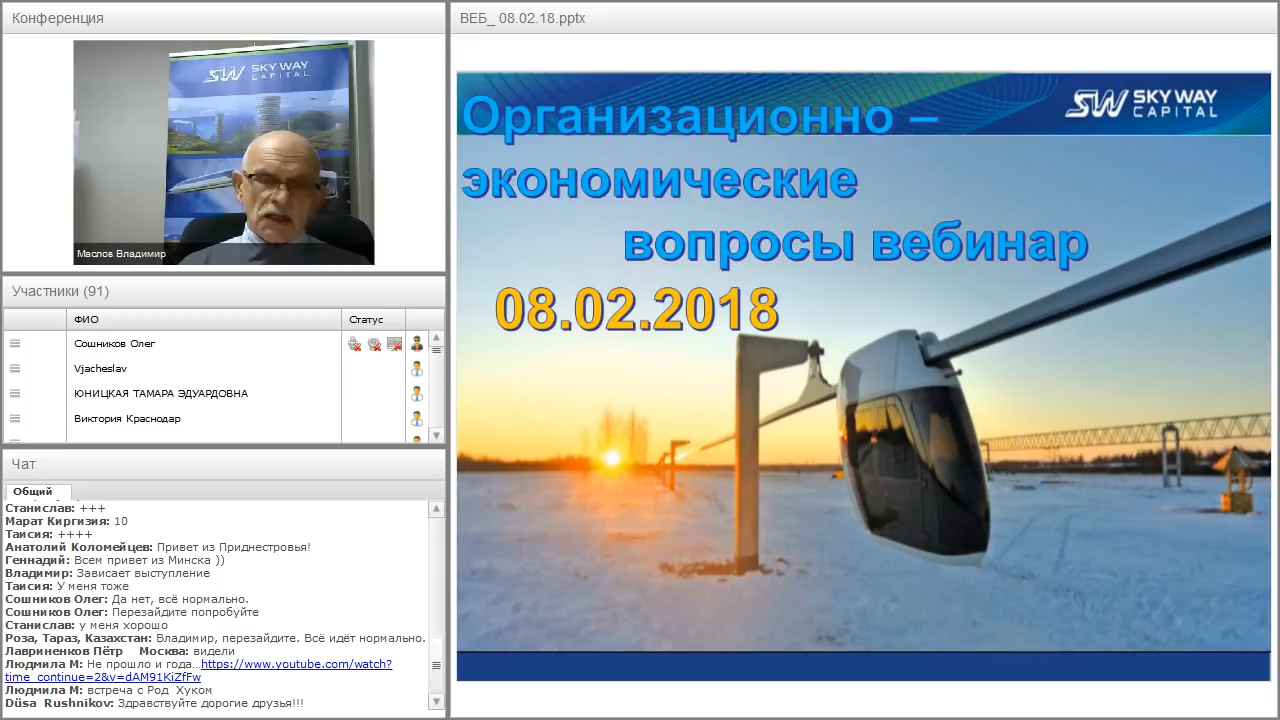 Конференция
SW SKY WAY
CAPITAL
Маслов Владимир
Участники (91)
ФИО
Статус
Сошников Олег
Vjacheslav
ЮНИЦКАЯ ТАМАРА ЭДУАРДОВНА
Виктория Краснодар
Чат
Общий
Станислав: +++
Марат Киргизия: 10
Таисия: ++++
Анатолий Коломейцев: Привет из Приднестровья!
Геннадий: Всем привет из Минска ))
Владимир: Зависает выступление
Таисия: У меня тоже
Сошников Олег: Да нет, всё нормально.
Сошников Олег: Перезайдите попробуйте
Станислав: у меня хорошо
Роза, Тараз, Казахстан: Владимир, перезайдите. Всё идёт нормально.
Лавриненков Пётр Москва: видели
Людмила М: Не прошло и года...https://www.youtube.com/watch?
time_continue=2&v=dAM91KiZfFw
Людмила М: встреча с Род Хуком
Düsa Rushnikov: Здравствуйте дорогие друзья!!!
ВЕБ_ 08.02.18.pptx
SW SKY WAY
CAPITAL
Организационно –
экономические
вопросы вебинар
08.02.2018